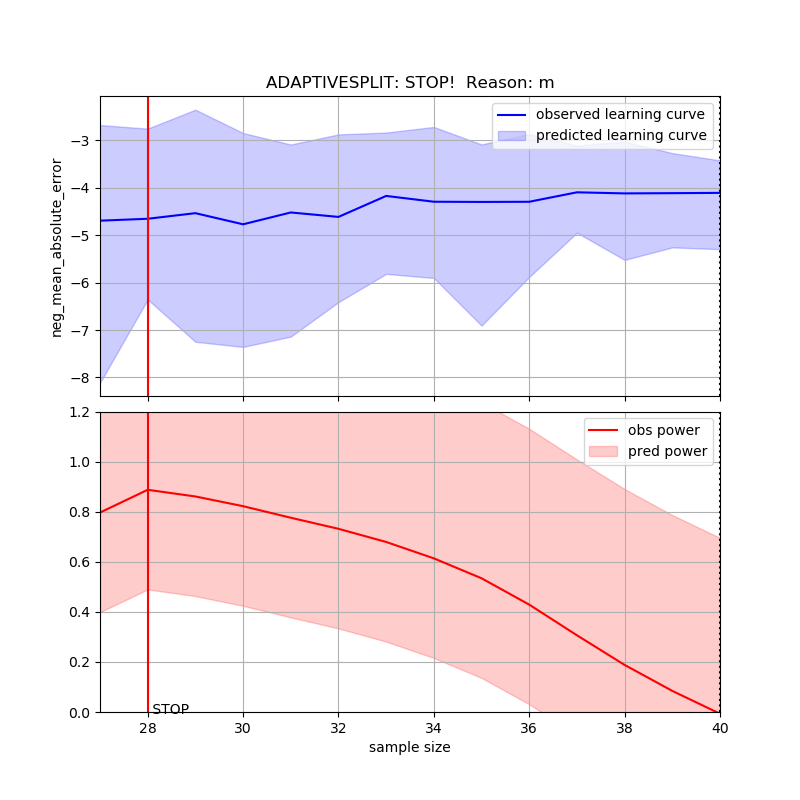 ADAPTIVESPLIT: STOP!  Reason: m
observed learning curve
predicted learning curve
neg_mean_absolute_error
−3
−4
−5
−6
−7
−8
obs power
pred power
1.2
1.0
0.8
0.6
0.4
0.2
0.0
STOP
28 30 32 34 36 38 40
sample size